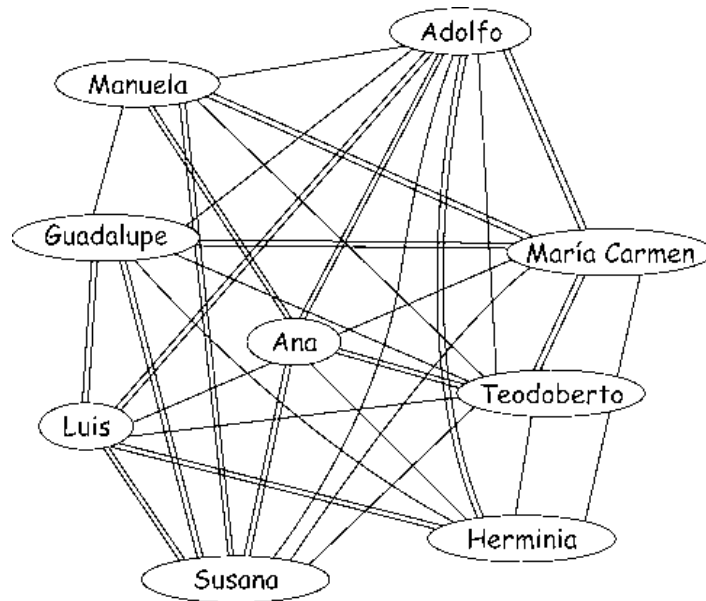 Adolfo
Manuela
Guadalupe
María Carmen
Ana
Teodoberto
Luis
Herminia
Susana